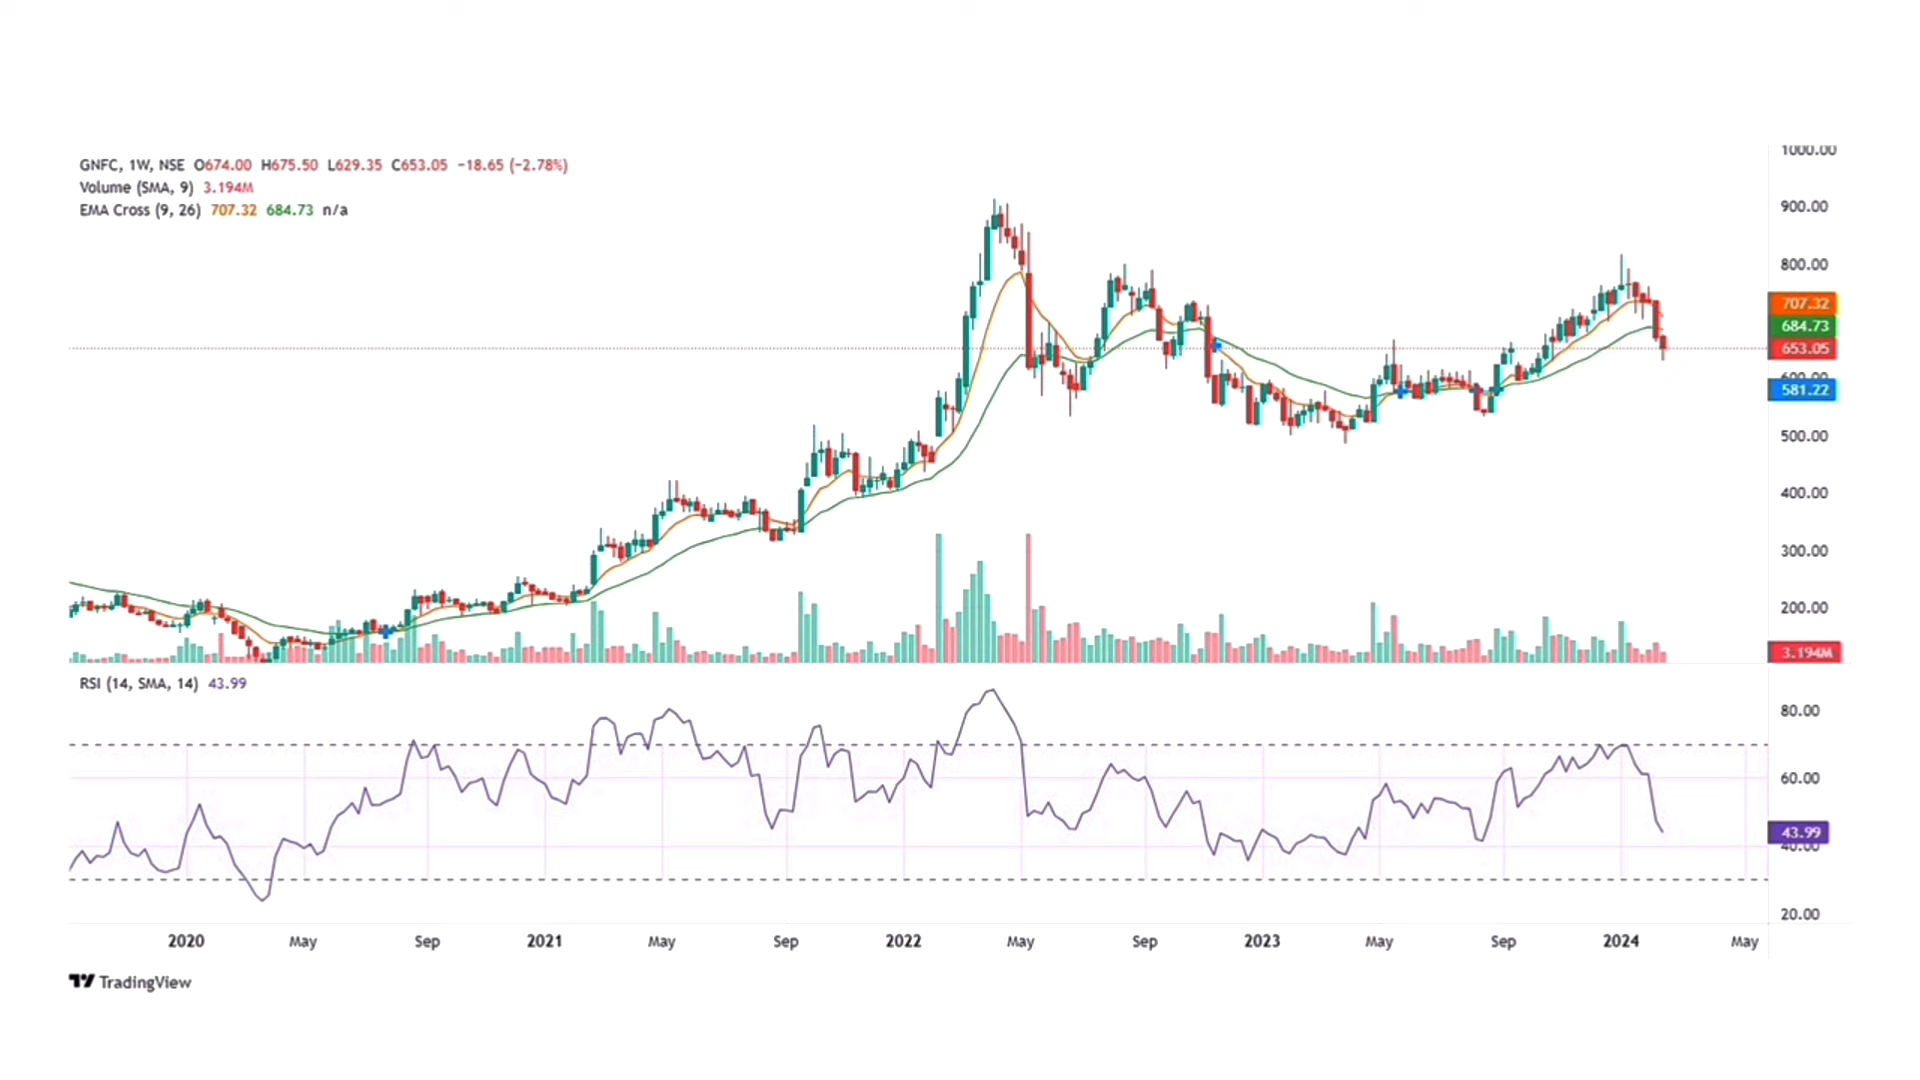 GNFC, 1W, NSE O674.00 H675.50 L629.35 C653.05 −18.65 (−2.78%)
Volume (SMA, 9) 3.194M
EMA Cross (9, 26) 707.32 684.73 n/a
1000.00
900.00
800.00
707.32
684.73
653.05
600.00
581.22
500.00
400.00
300.00
200.00
3.194M
RSI (14, SMA, 14) 43.99
80.00
60.00
43.99
40.00
20.00
2020 May Sep 2021 May Sep 2022 May Sep 2023 May Sep 2024 May
TradingView